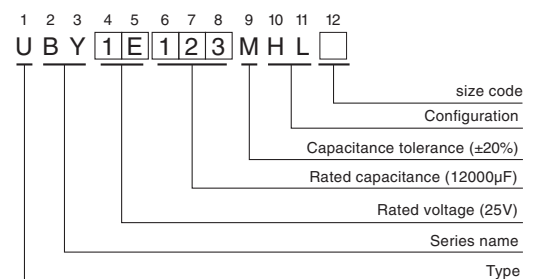 1 2 3 4 5 6 7 8 9 10 11 12
U B Y 1 E 1 2 3 M H L
size code
Configuration
Capacitance tolerance (±20%)
Rated capacitance (12000µF)
Rated voltage (25V)
Series name
Type